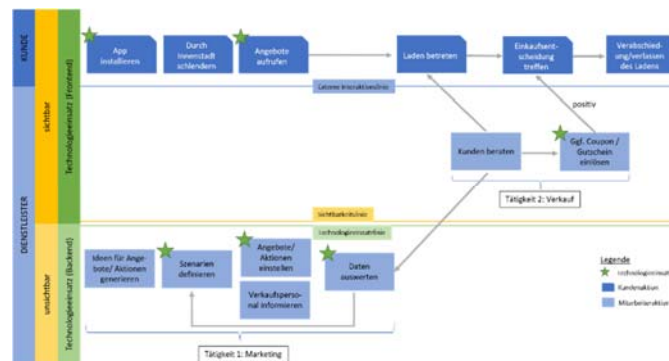 KUNDE
DIENSTLEISTER
sichtbar
unsichtbar
Technologieeinsatz (Frontend)
Technologieeinsatz (Backend)
App
installieren
Durch
Innenstadt
schlendern
Angebote
aufrufen
Laden betreten
Einkaufsent-
scheidung
treffen
Verabschied-
ung/verlassen
des Ladens
Externe Interaktionslinie
positiv
Kunden beraten
Ggf. Coupon /
Gutschein
einlösen
Tätigkeit 2: Verkauf
Sichtbarkeitslinie
Technologieeinsatzlinie
Ideen für Ange-
bote/ Aktionen
generieren
Szenarien
definieren
Angebote/
Aktionen
einstellen
Verkaufsperso-
nal informieren
Daten
auswerten
Tätigkeit 1: Marketing
Legende
Technologieeinsatz
Kundenaktion
Mitarbeiteraktion